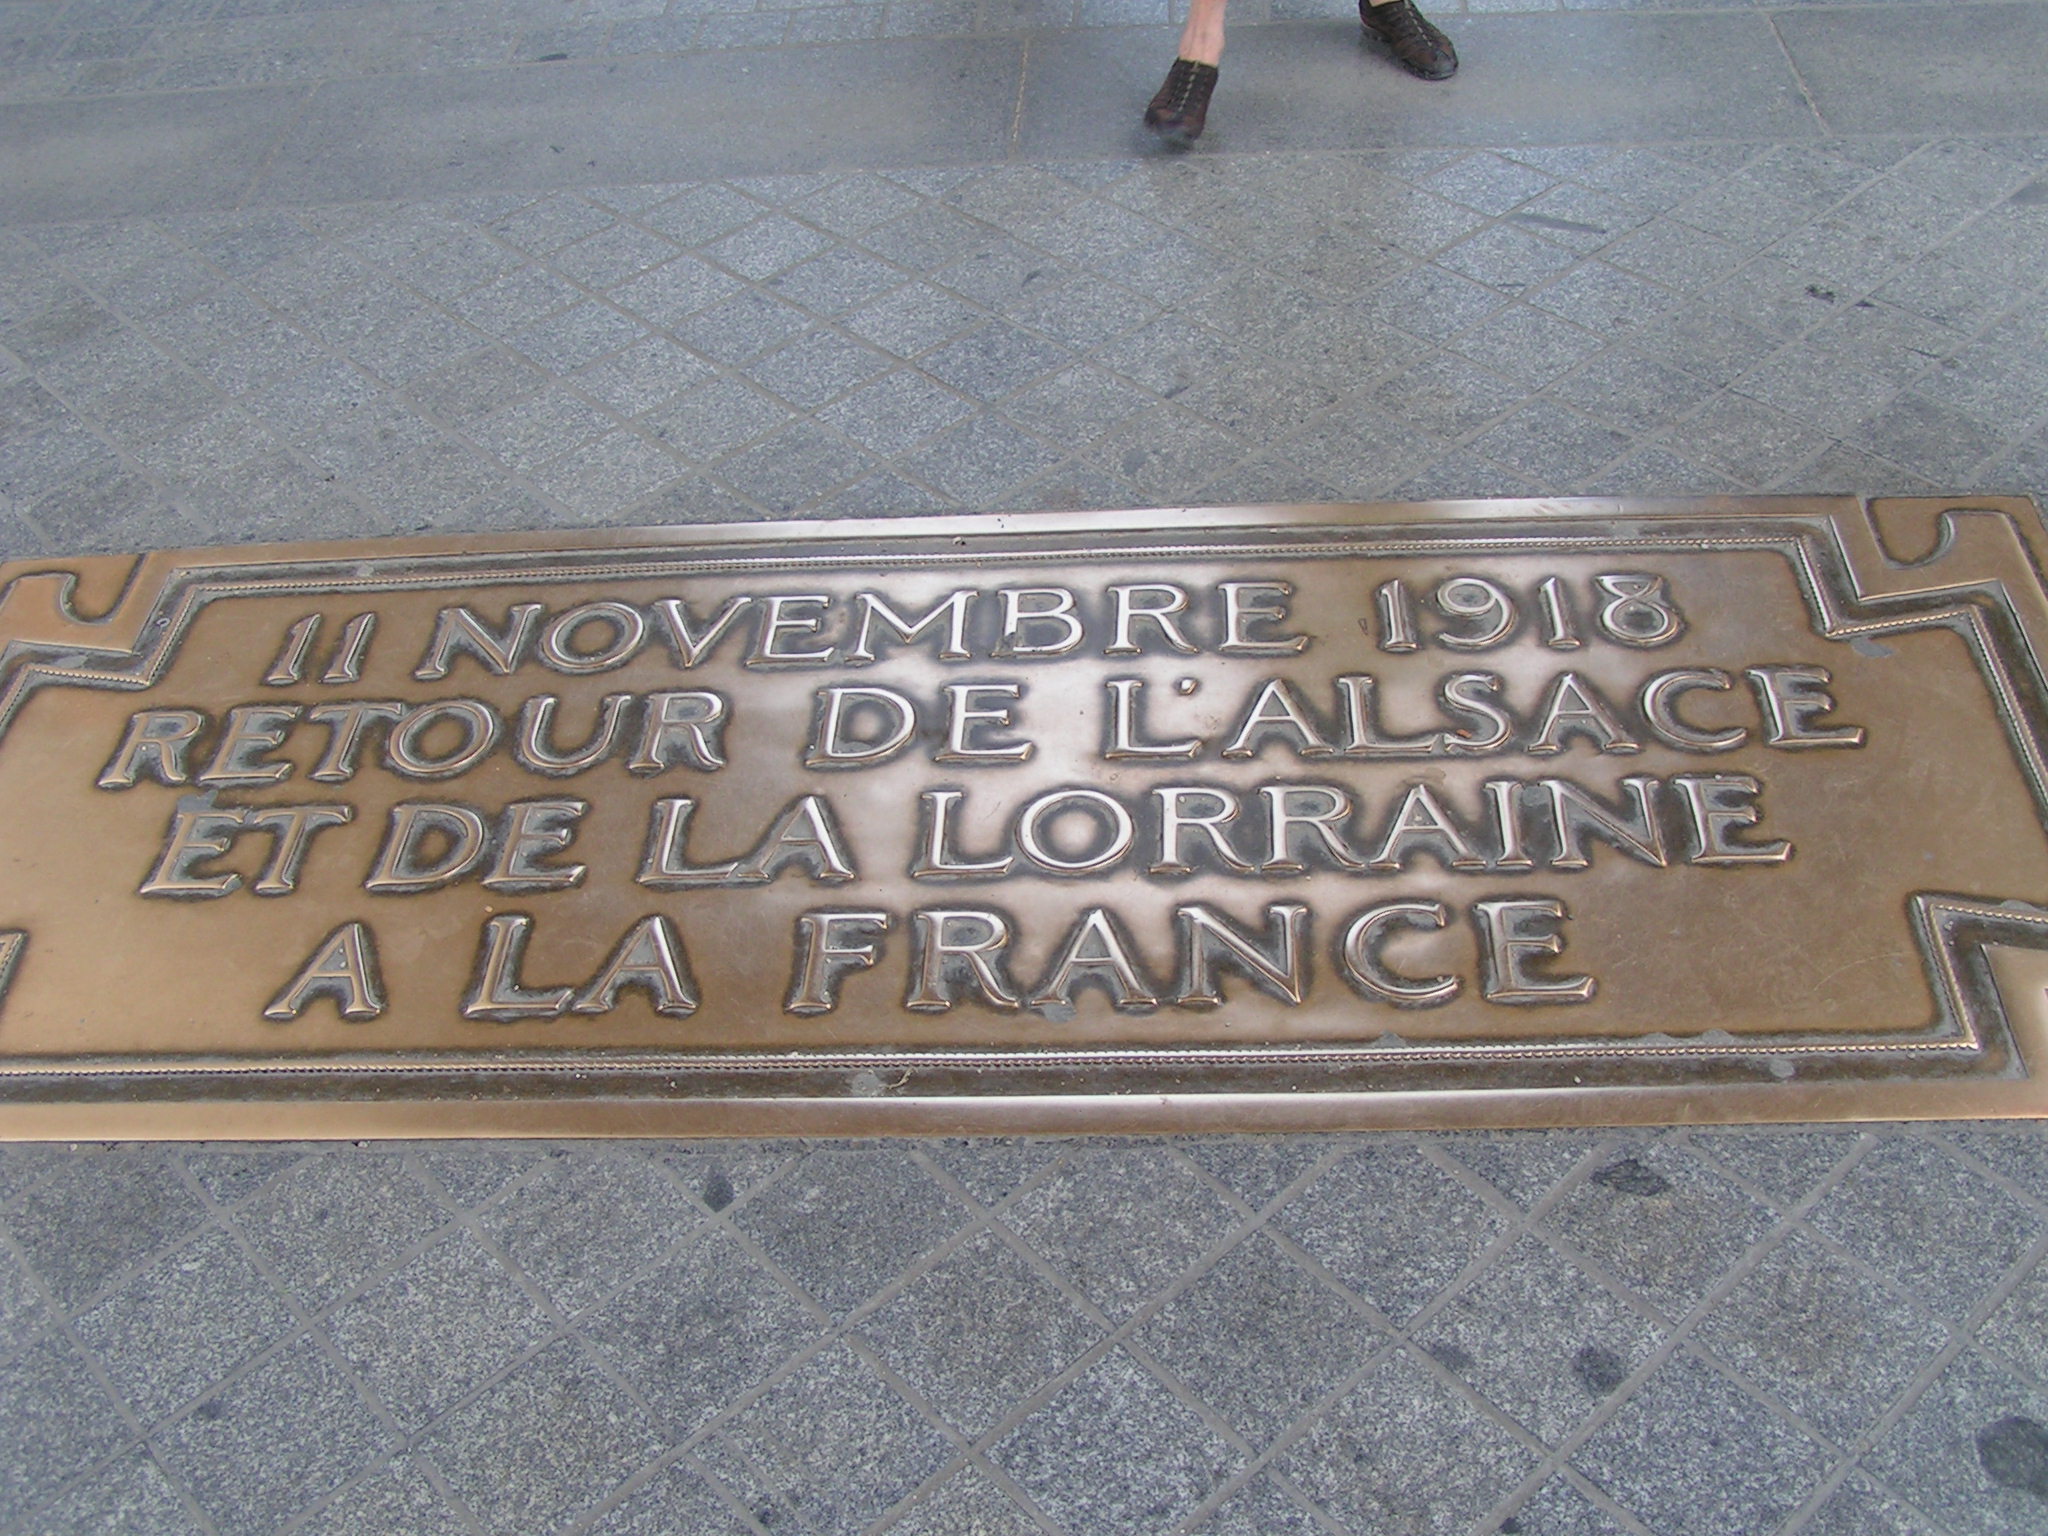 11 NOVEMBRE 1918
RETOUR DE L'ALSACE
ET DE LA LORRAINE
A LA FRANCE